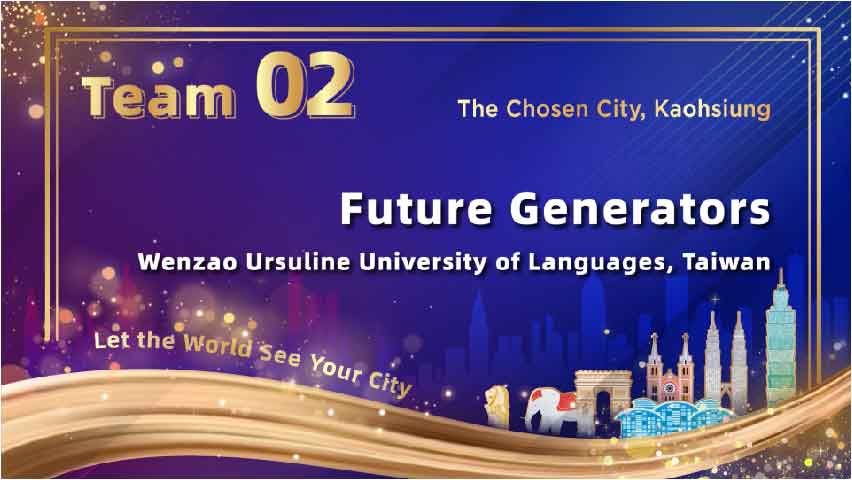 Team 02
The Chosen City, Kaohsiung
Future Generators
Wenzao Ursuline University of Languages, Taiwan
Let the World See Your City